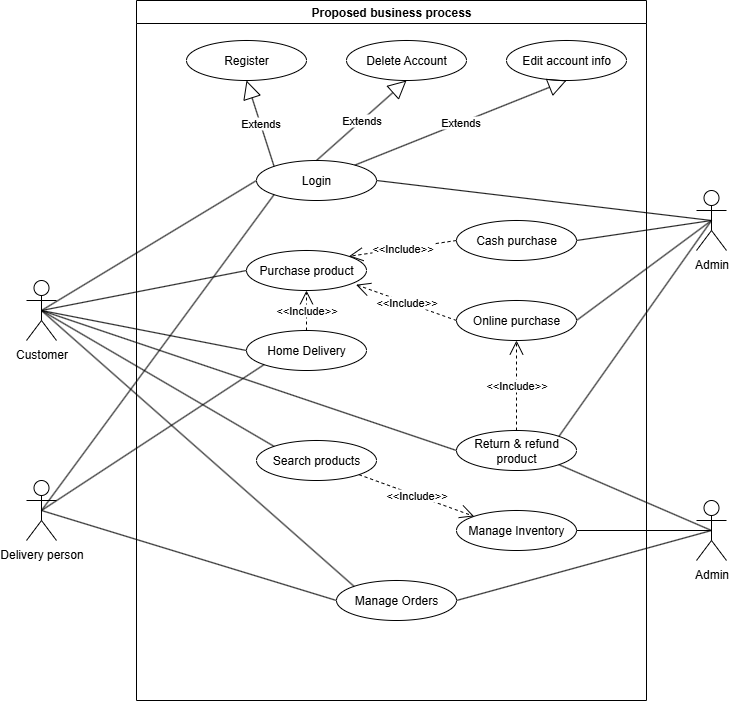 Proposed business process
Register
Delete Account
Edit account info
Extends
Extends
Extends
Login
Cash purchase
<<Include>>
Admin
Purchase product
<<Include>>
<<Include>>
Online purchase
Customer
Home Delivery
<<Include>>
Return & refund
product
Search products
<<Include>>
Manage Inventory
Delivery person
Admin
Manage Orders